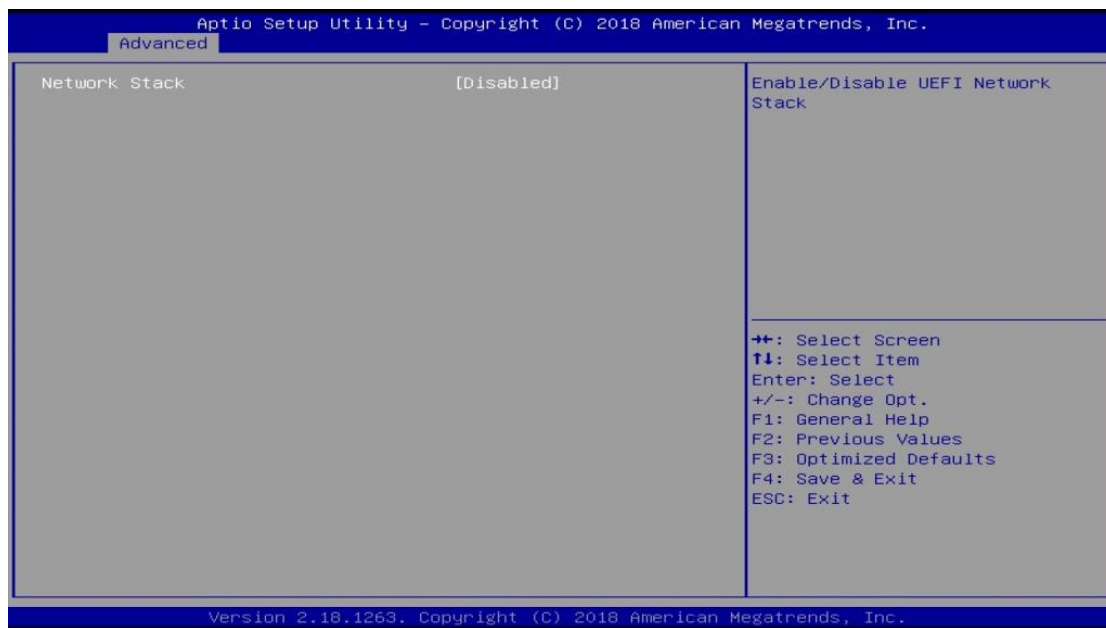 Aptio Setup Utility – Copyright (C) 2018 American Megatrends, Inc.
Advanced
Network Stack [Disabled]
Enable/Disable UEFI Network
Stack
→←: Select Screen
↑↓: Select Item
Enter: Select
+/-: Change Opt.
F1: General Help
F2: Previous Values
F3: Optimized Defaults
F4: Save & Exit
ESC: Exit
Version 2.18.1263. Copyright (C) 2018 American Megatrends, Inc.